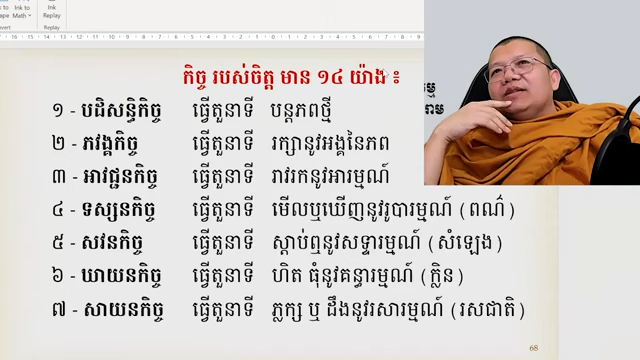 Ink to Math
Ink Replay
Replay
កិច្ច របស់ចិត្ត មាន ១៤ យ៉ាង ៖
១ - បដិសន្ធិកិច្ច ធ្វើតួនាទី បន្តភពថ្មី
២ - ភវង្គកិច្ច ធ្វើតួនាទី រក្សានូវអង្គនៃភព
៣ - អាវជ្ជនកិច្ច ធ្វើតួនាទី រាវរកនូវអារម្មណ៍
៤ - ទស្សនកិច្ច ធ្វើតួនាទី មើលឬឃើញនូវរូបារម្មណ៍ (ពណ៌)
៥ - សវនកិច្ច ធ្វើតួនាទី ស្តាប់ឮនូវសទ្ទារម្មណ៍ (សំឡេង)
៦ - ឃាយនកិច្ច ធ្វើតួនាទី ហិត ធុំនូវគន្ធារម្មណ៍ (ក្លិន)
៧ - សាយនកិច្ច ធ្វើតួនាទី ភ្លក្ស ឬ ដឹងនូវរសារម្មណ៍ (រសជាតិ)
68